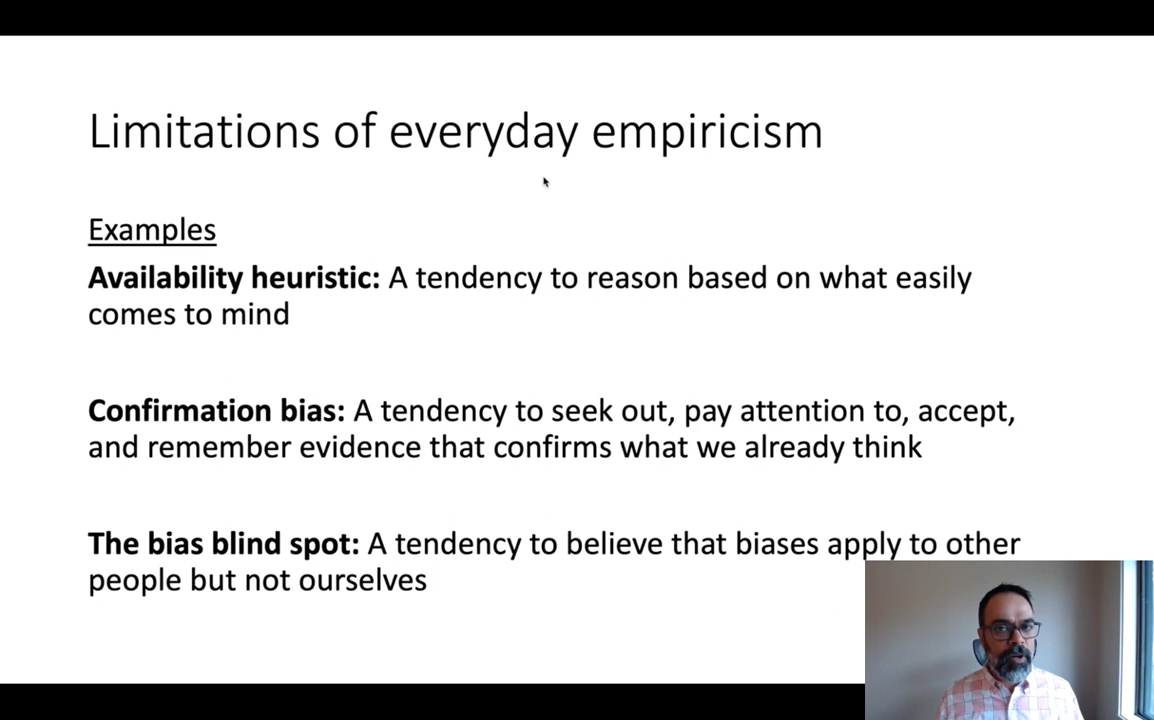 Limitations of everyday empiricism
Examples
Availability heuristic: A tendency to reason based on what easily
comes to mind
Confirmation bias: A tendency to seek out, pay attention to, accept,
and remember evidence that confirms what we already think
The bias blind spot: A tendency to believe that biases apply to other
people but not ourselves